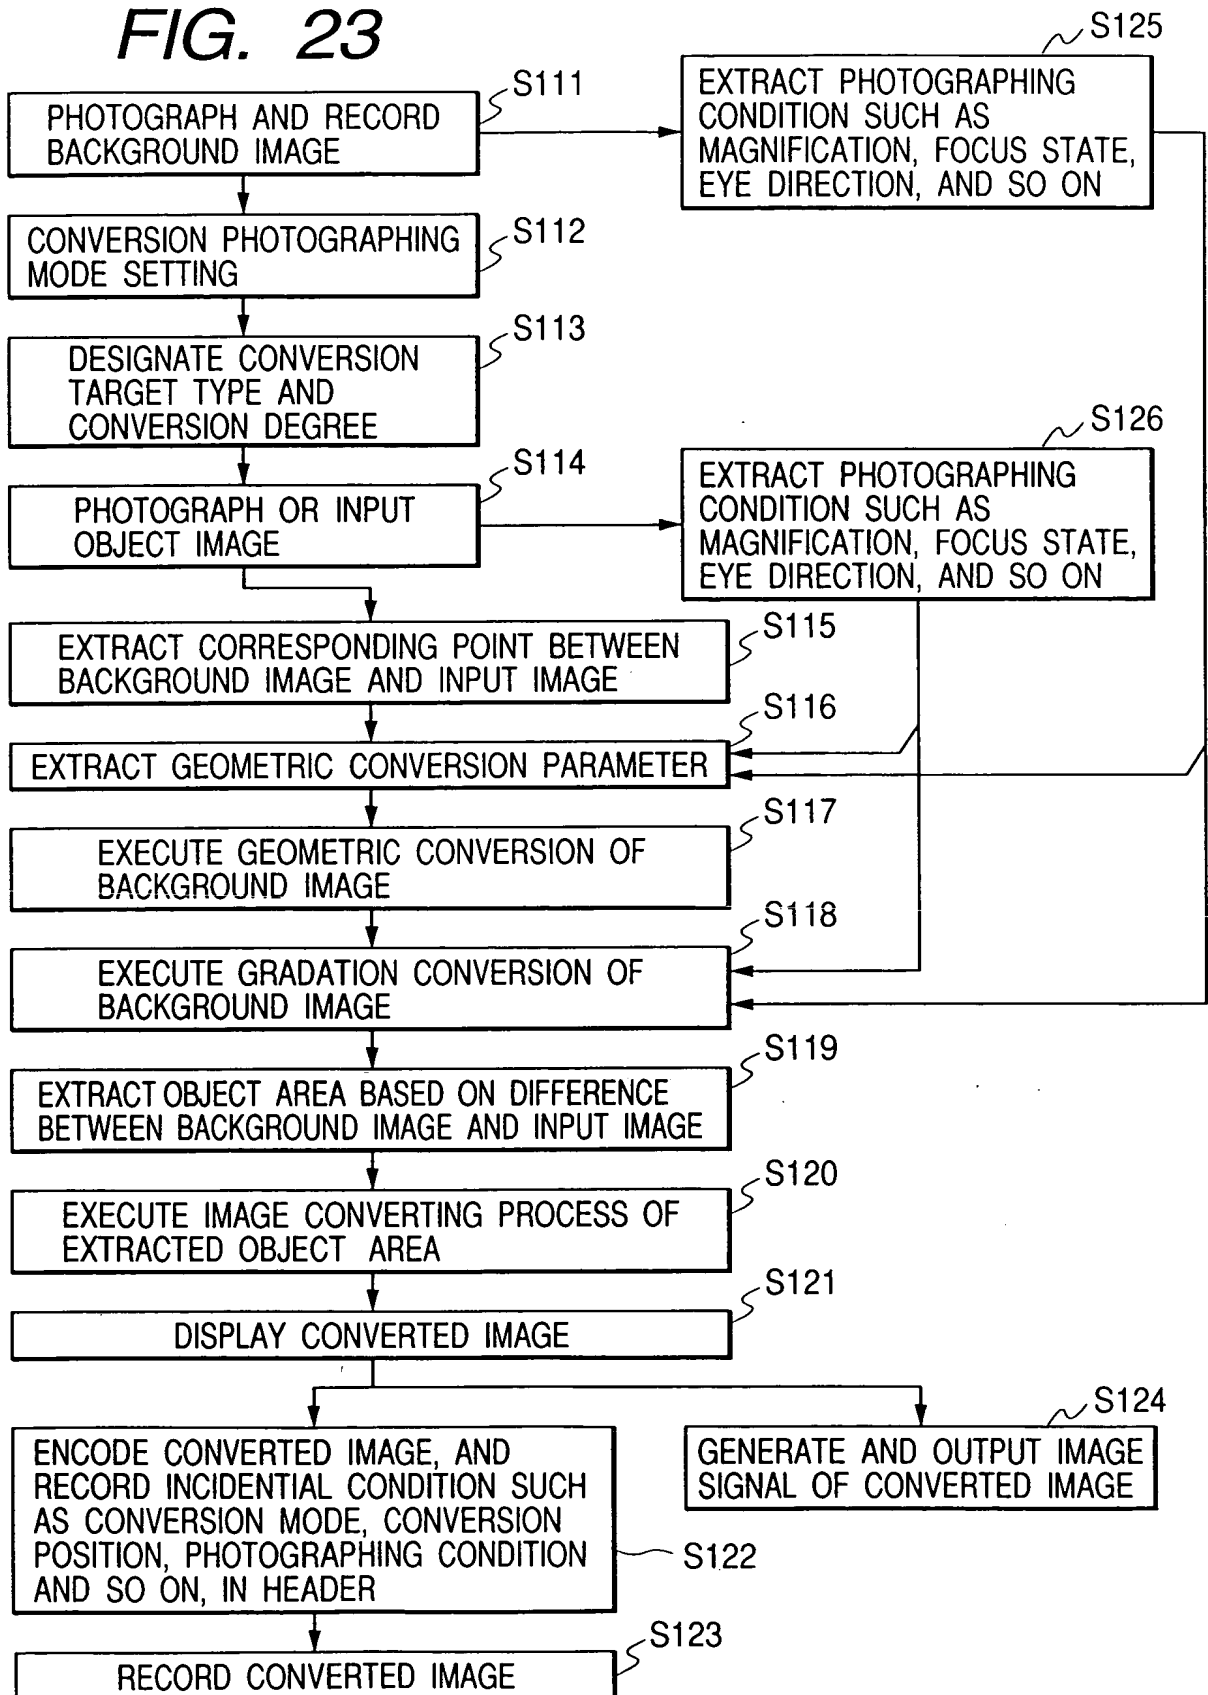 FIG. 23
S111
PHOTOGRAPH AND RECORD
BACKGROUND IMAGE
S125
EXTRACT PHOTOGRAPHING
CONDITION SUCH AS
MAGNIFICATION, FOCUS STATE,
EYE DIRECTION, AND SO ON
S112
CONVERSION PHOTOGRAPHING
MODE SETTING
S113
DESIGNATE CONVERSION
TARGET TYPE AND
CONVERSION DEGREE
S114
PHOTOGRAPH OR INPUT
OBJECT IMAGE
S126
EXTRACT PHOTOGRAPHING
CONDITION SUCH AS
MAGNIFICATION, FOCUS STATE,
EYE DIRECTION, AND SO ON
S115
EXTRACT CORRESPONDING POINT BETWEEN
BACKGROUND IMAGE AND INPUT IMAGE
S116
EXTRACT GEOMETRIC CONVERSION PARAMETER
S117
EXECUTE GEOMETRIC CONVERSION OF
BACKGROUND IMAGE
S118
EXECUTE GRADATION CONVERSION OF
BACKGROUND IMAGE
S119
EXTRACT OBJECT AREA BASED ON DIFFERENCE
BETWEEN BACKGROUND IMAGE AND INPUT IMAGE
S120
EXECUTE IMAGE CONVERTING PROCESS OF
EXTRACTED OBJECT AREA
S121
DISPLAY CONVERTED IMAGE
S122
ENCODE CONVERTED IMAGE, AND
RECORD INCIDENTIAL CONDITION SUCH
AS CONVERSION MODE, CONVERSION
POSITION, PHOTOGRAPHING CONDITION
AND SO ON, IN HEADER
S124
GENERATE AND OUTPUT IMAGE
SIGNAL OF CONVERTED IMAGE
S123
RECORD CONVERTED IMAGE